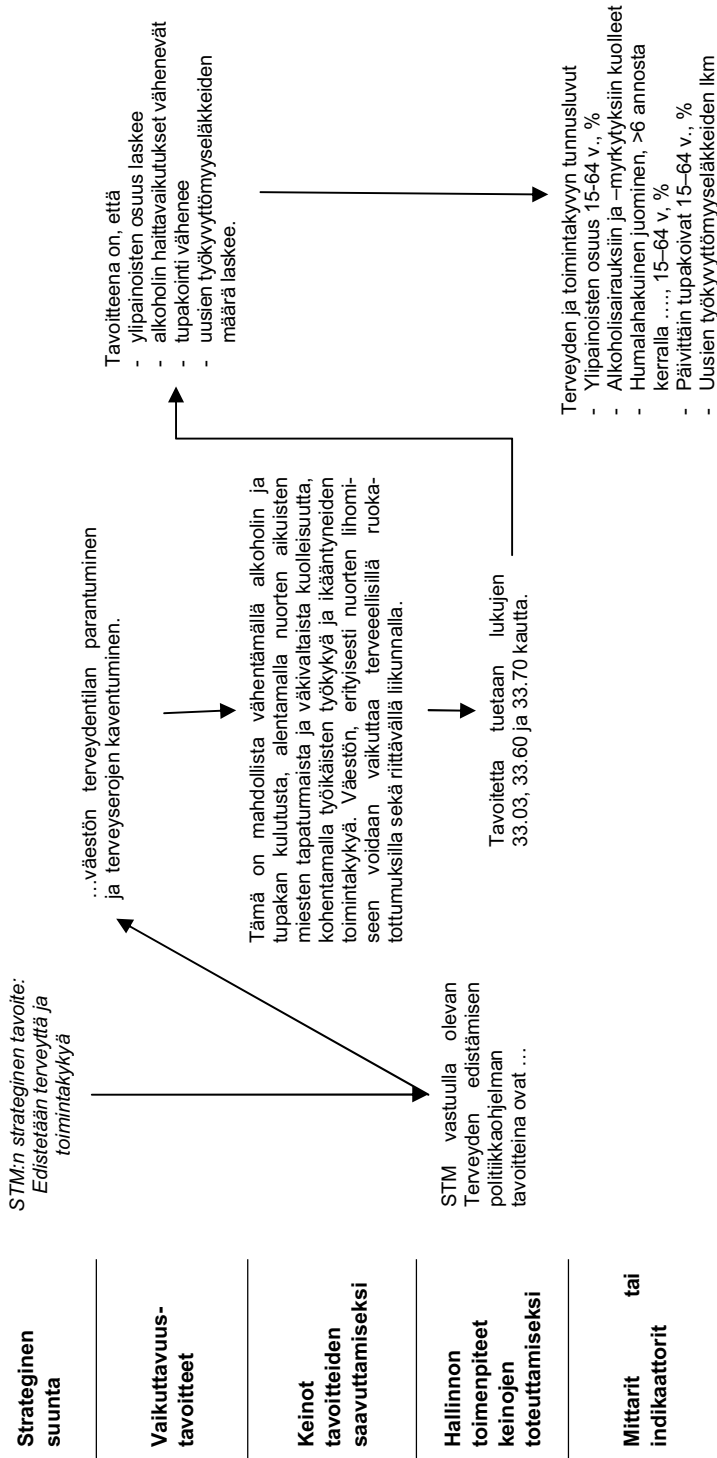 Strateginen
suunta
STM:n strateginen tavoite:
Edistetään terveyttä ja
toimintakykyä
Vaikuttavuus-
tavoitteet
…väestön terveydentilan parantuminen
ja terveyserojen kaventuminen.
Tavoitteena on, että
- ylipainoisten osuus laskee
- alkoholin haittavaikutukset vähenevät
- tupakointi vähenee
- uusien työkyvyttömyyseläkkeiden
määrä laskee.
Keinot
tavoitteiden
saavuttamiseksi
Tämä on mahdollista vähentämällä alkoholin ja
tupakan kulutusta, alentamalla nuorten aikuisten
miesten tapaturmaista ja väkivaltaista kuolleisuutta,
kohentamalla työikäisten työkykyä ja ikääntyneiden
toimintakykyä. Väestön, erityisesti nuorten lihomi-
seen voidaan vaikuttaa terveeellisillä ruoka-
tottumuksilla sekä riittävällä liikunnalla.
Hallinnon
toimenpiteet
keinojen
toteuttamiseksi
STM vastuulla olevan
Terveyden edistämisen
politiikkaohjelman
tavoitteina ovat …
Tavoitetta tuetaan lukujen
33.03, 33.60 ja 33.70 kautta.
Mittarit tai
indikaattorit
Terveyden ja toimintakyvyn tunnusluvut
- Ylipainoisten osuus 15-64 v., %
- Alkoholisairauksiin ja –myrkytyksiin kuolleet
- Humalahakuinen juominen, >6 annosta
kerralla …., 15–64 v, %
- Päivittäin tupakoivat 15–64 v., %
- Uusien työkyvyttömyyseläkkeiden lkm